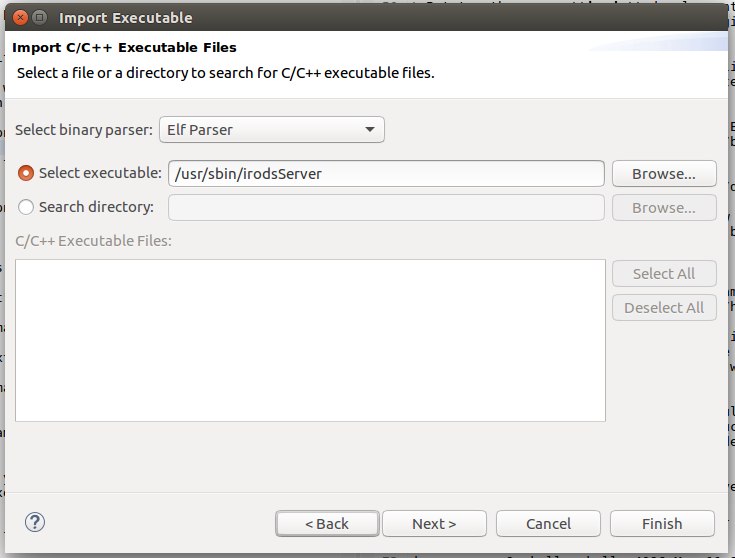 Import Executable
Import C/C++ Executable Files
Select a file or a directory to search for C/C++ executable files.
Select binary parser: Elf Parser
Select executable: /usr/sbin/irodsServer Browse...
Search directory: Browse...
C/C++ Executable Files:
Select All
Deselect All
? < Back Next > Cancel Finish